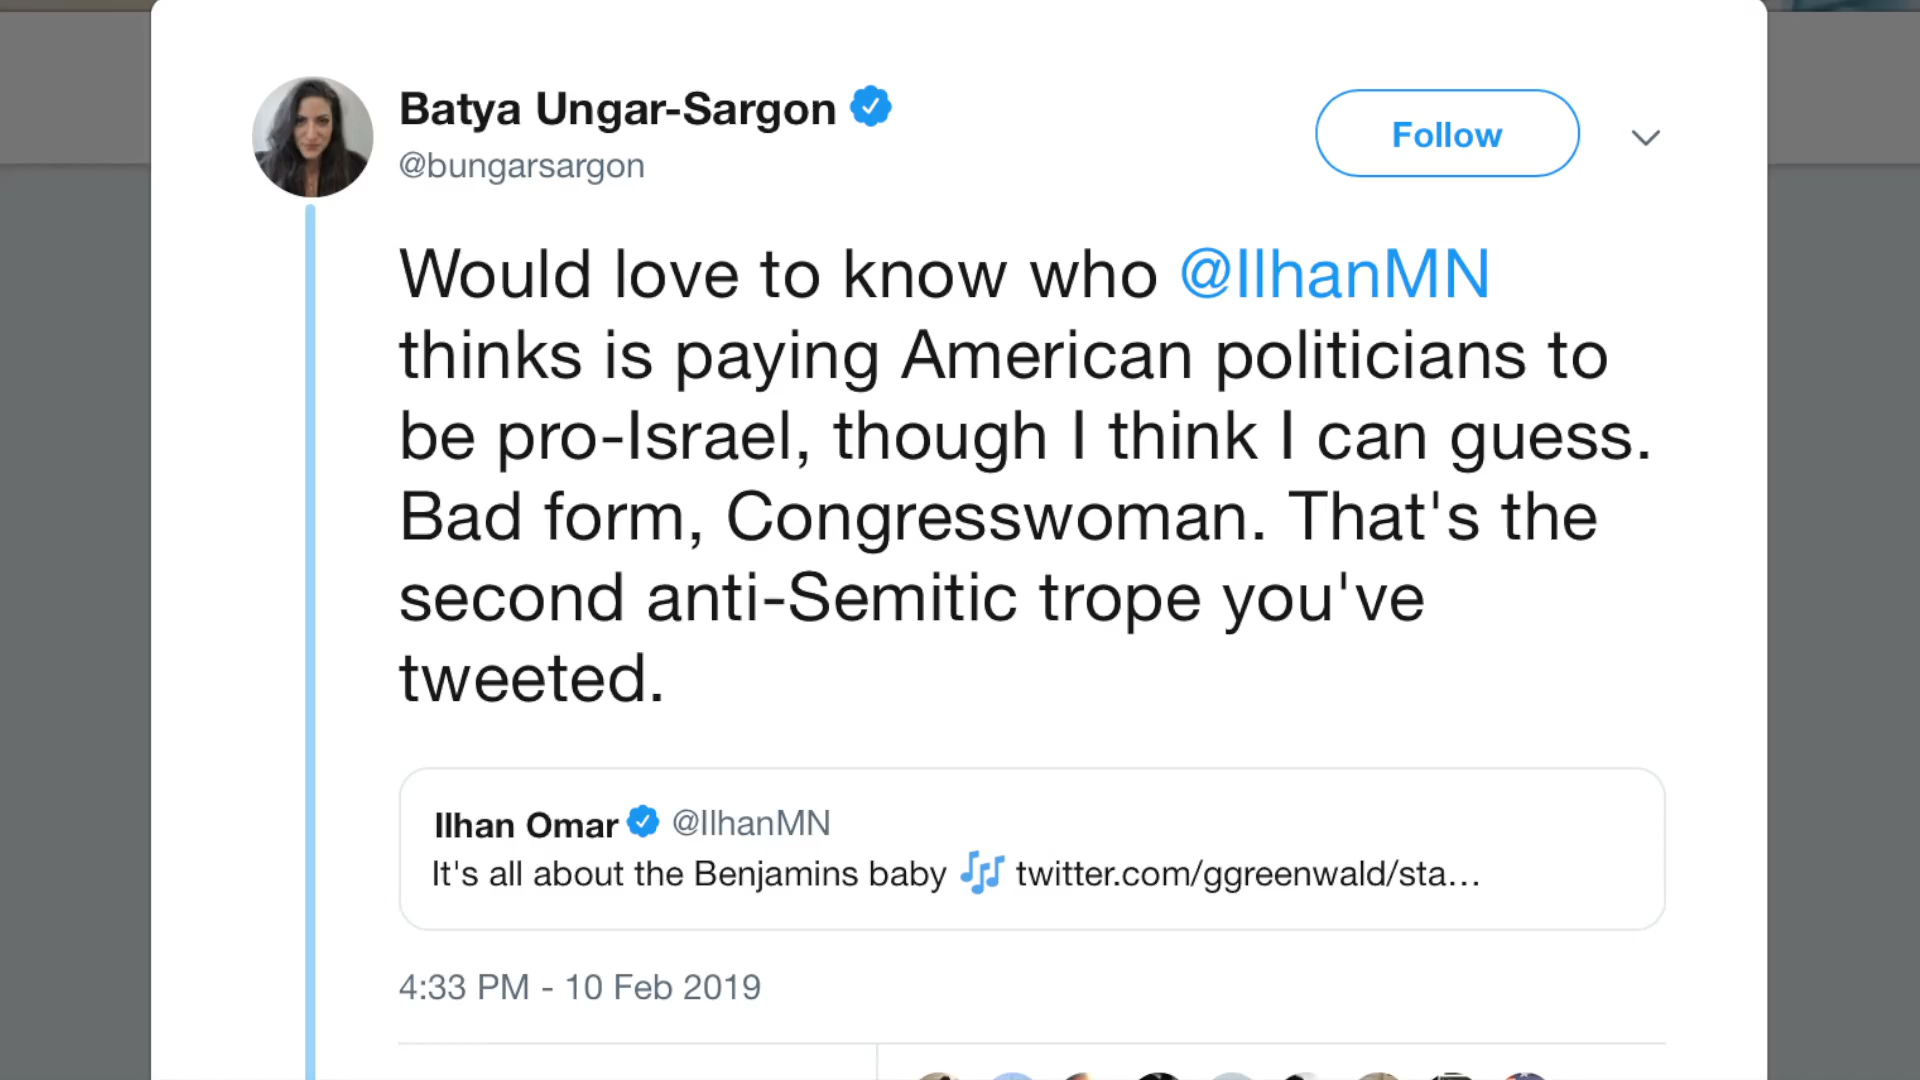 Batya Ungar-Sargon
@bungarsargon
Follow
Would love to know who @IlhanMN
thinks is paying American politicians to
be pro-Israel, though I think I can guess.
Bad form, Congresswoman. That's the
second anti-Semitic trope you've
tweeted.
Ilhan Omar @IlhanMN
It's all about the Benjamins baby 🎶 twitter.com/ggreenwald/sta…
4:33 PM - 10 Feb 2019